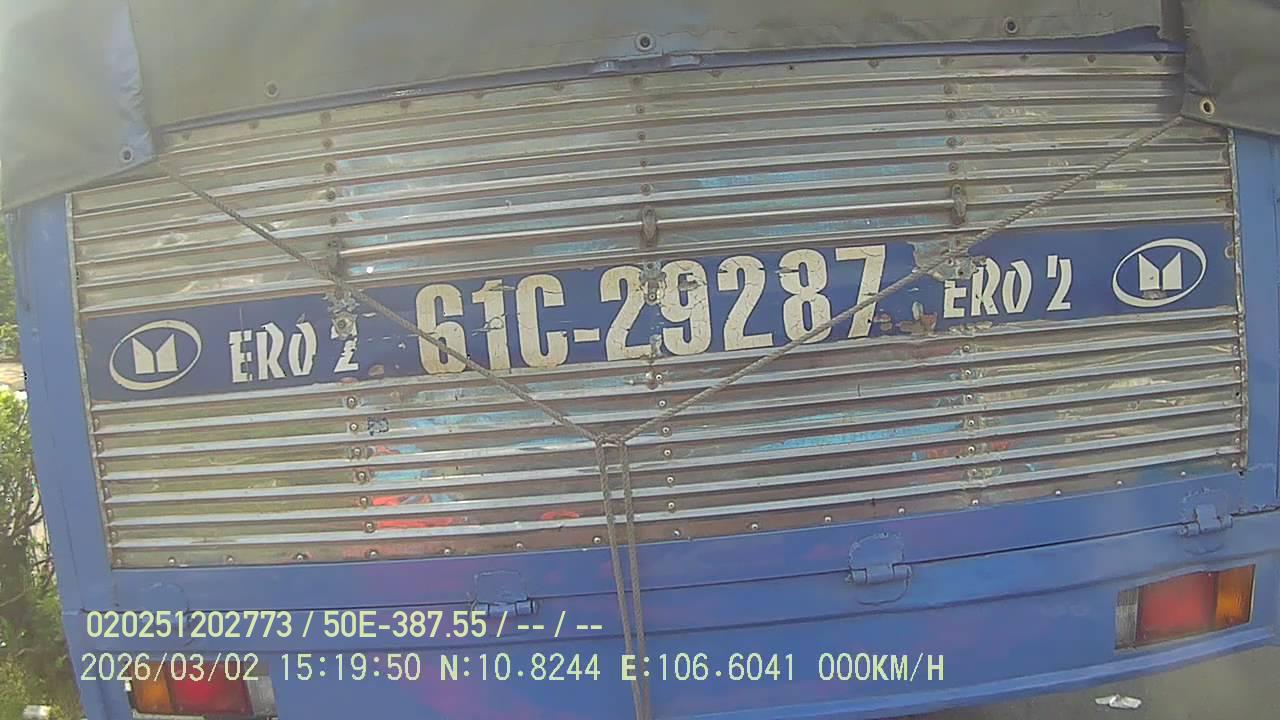 ERO 2 61C-29287 ERO 2
020251202773 / 50E-387.55 / -- / --
2026/03/02 15:19:50 N:10.8244 E:106.6041 000KM/H